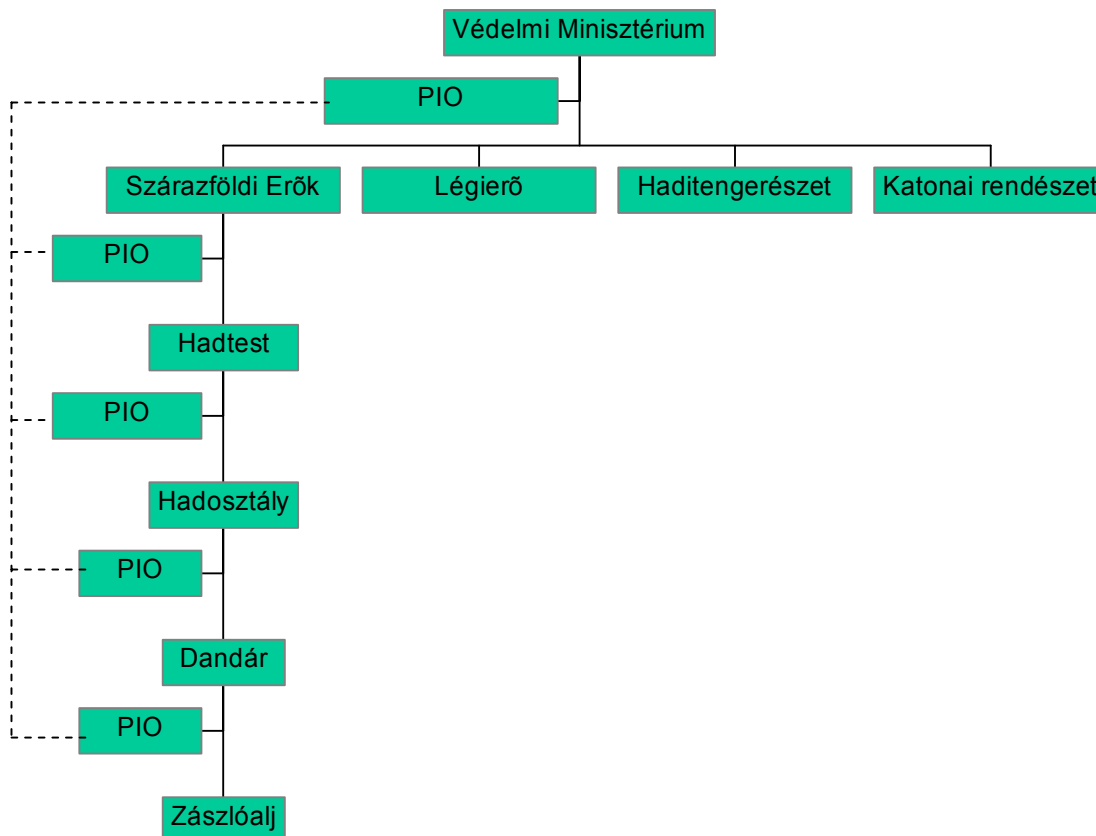 Védelmi Minisztérium
PIO
Szárazföldi Erõk
Légierõ
Haditengerészet
Katonai rendészet
PIO
Hadtest
PIO
Hadosztály
PIO
Dandár
PIO
Zászlóalj